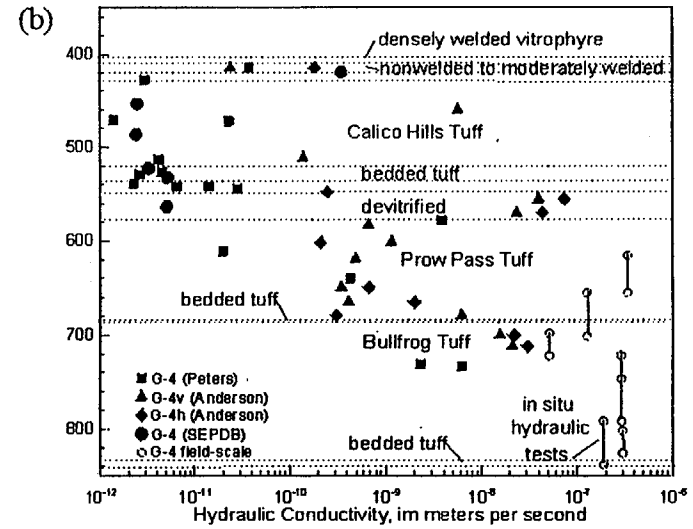 (b)
400
500
600
700
800
densely welded vitrophyre
nonwelded to moderately welded
Calico Hills Tuff
bedded tuff
devitrified
Prow Pass Tuff
bedded tuff
Bullfrog Tuff
G-4 (Peters)
G-4v (Anderson)
G-4h (Anderson)
G-4 (SEPDB)
G-4 field-scale
in situ
hydraulic
tests
bedded tuff
10-12 10-11 10-10 10-9 10-8 10-7 10-6 10-5
Hydraulic Conductivity, im meters per second